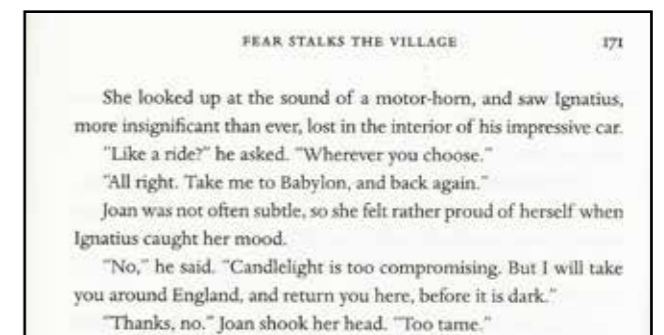 FEAR STALKS THE VILLAGE 171
She looked up at the sound of a motor-horn, and saw Ignatius,
more insignificant than ever, lost in the interior of his impressive car.
"Like a ride?" he asked. "Wherever you choose."
"All right. Take me to Babylon, and back again."
Joan was not often subtle, so she felt rather proud of herself when
Ignatius caught her mood.
"No," he said. "Candlelight is too compromising. But I will take
you around England, and return you here, before it is dark."
"Thanks, no." Joan shook her head. "Too tame."